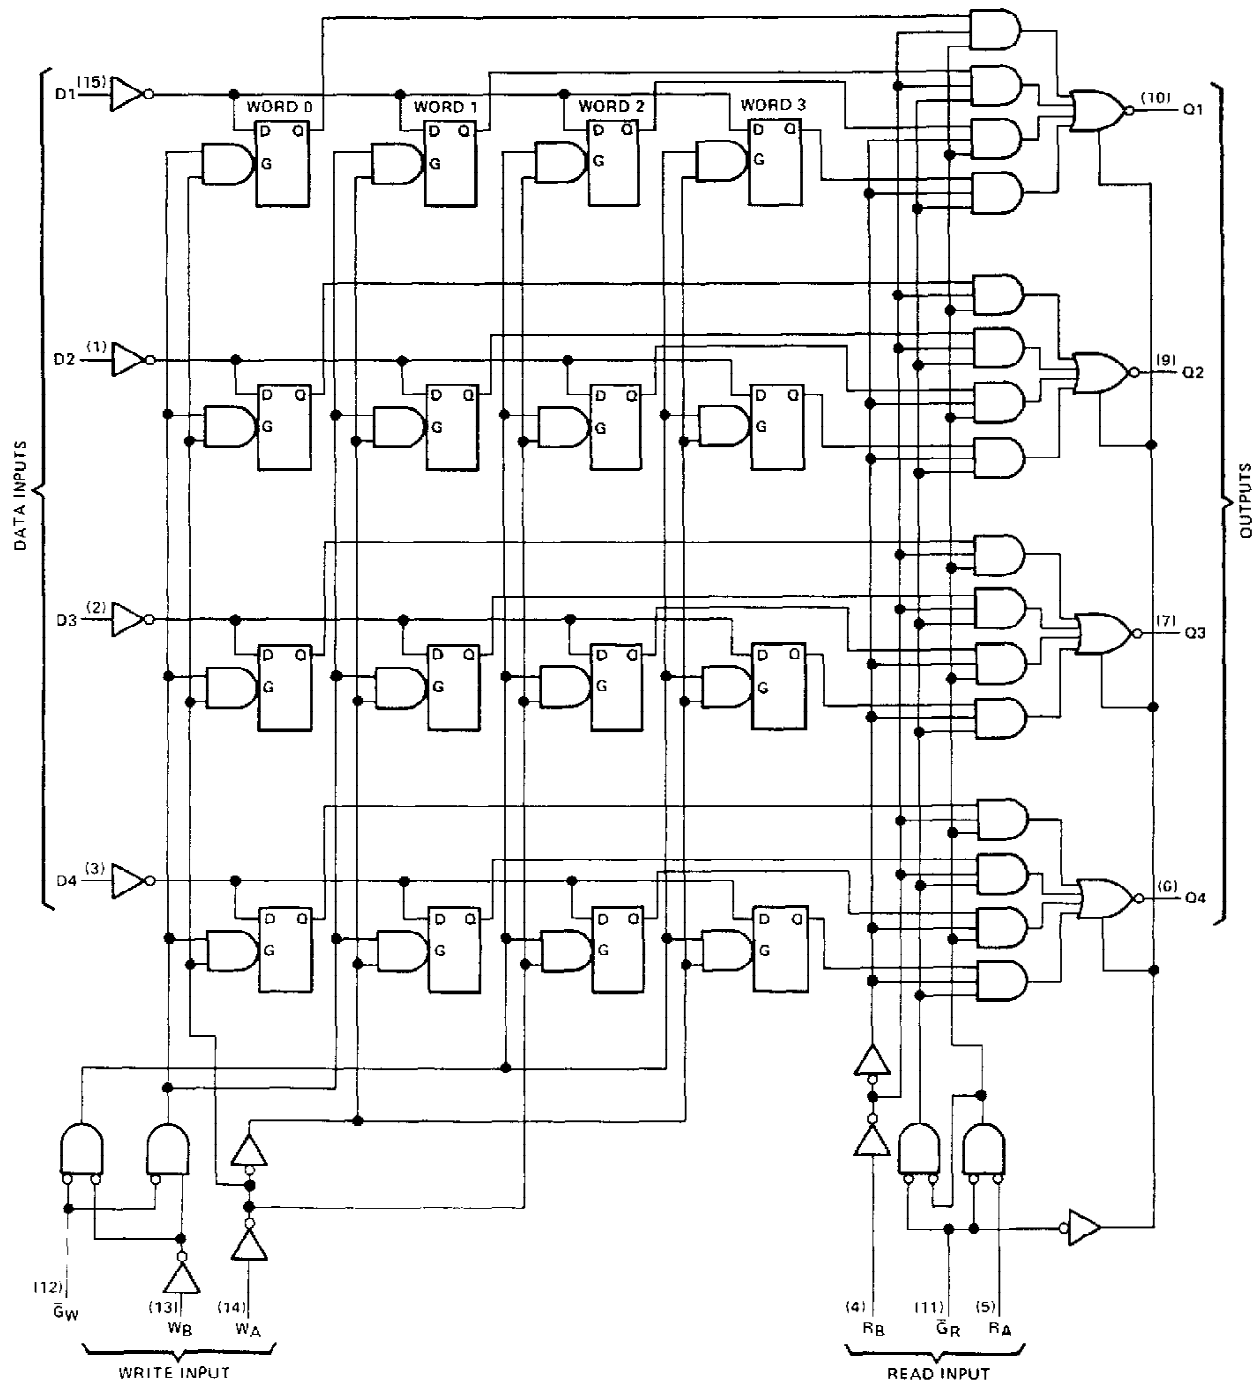 D1 (15)
WORD 0 WORD 1 WORD 2 WORD 3
D Q D Q D Q D Q
G G G G
(10) Q1
D2 (1)
D Q D Q D Q D Q
G G G G
(9) Q2
DATA INPUTS
OUTPUTS
D3 (2)
D Q D Q D Q D Q
G G G G
(7) Q3
D4 (3)
D Q D Q D Q D Q
G G G G
(6) Q4
(12) (13) (14) (4) (11) (5)
G̅W WB WA RB G̅R RA
WRITE INPUT READ INPUT